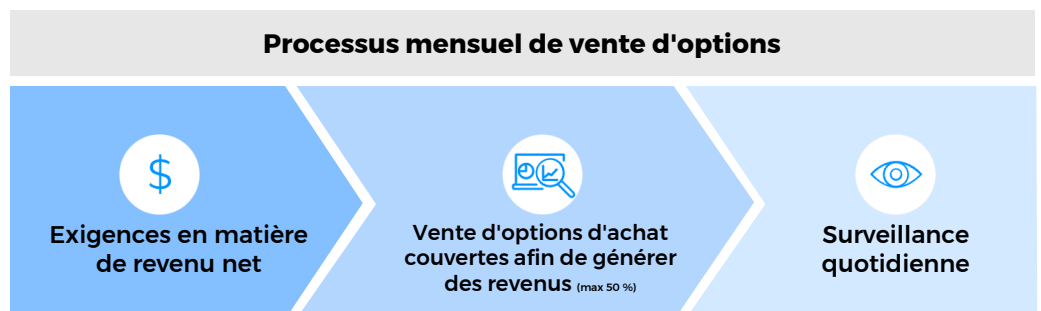 Processus mensuel de vente d'options
$
Exigences en matière
de revenu net
Vente d'options d'achat
couvertes afin de générer
des revenus (max 50 %)
Surveillance
quotidienne